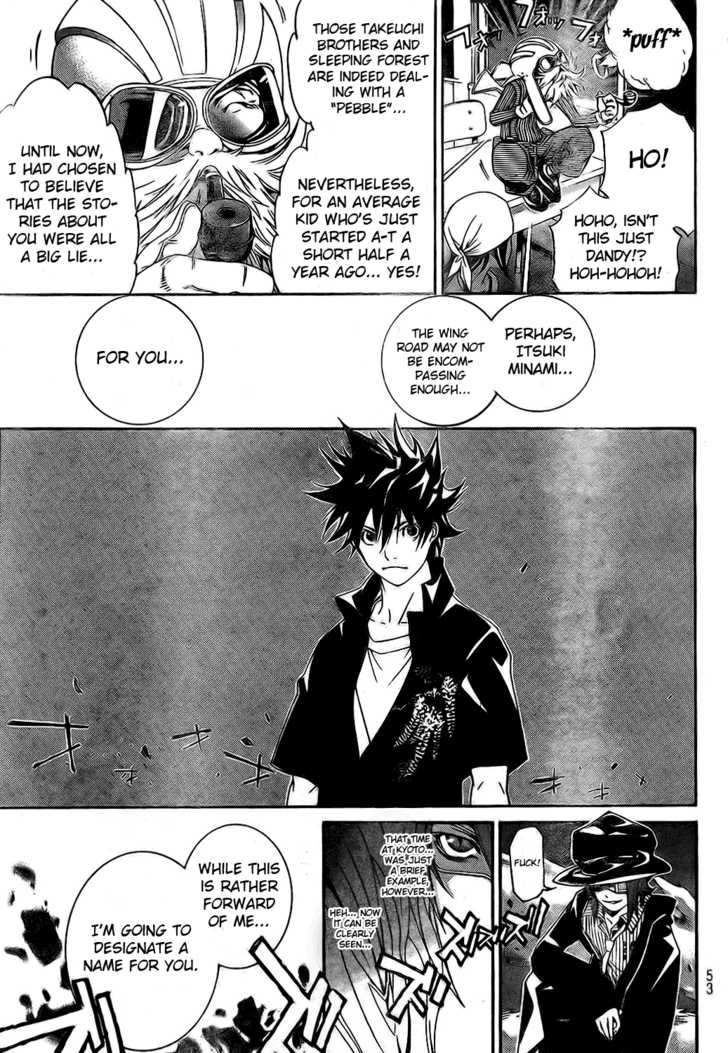 *puff*
HO!
HOHO, ISN'T
THIS JUST
DANDY!?
HOH-HOHOH!
THOSE TAKEUCHI
BROTHERS AND
SLEEPING FOREST
ARE INDEED DEAL-
ING WITH A
"PEBBLE"...
NEVERTHELESS,
FOR AN AVERAGE
KID WHO'S JUST
STARTED A-T A
SHORT HALF A
YEAR AGO... YES!
UNTIL NOW,
I HAD CHOSEN
TO BELIEVE
THAT THE STO-
RIES ABOUT
YOU WERE ALL
A BIG LIE...
PERHAPS,
ITSUKI
MINAMI...
THE WING
ROAD MAY NOT
BE ENCOM-
PASSING
ENOUGH...
FOR YOU...
FUCK!
THAT TIME
AT KYOTO...
WAS JUST
A BRIEF
EXAMPLE,
HOWEVER...
HEH... NOW
IT CAN BE
CLEARLY
SEEN...
WHILE THIS
IS RATHER
FORWARD
OF ME...
I'M GOING TO
DESIGNATE A
NAME FOR YOU.
53